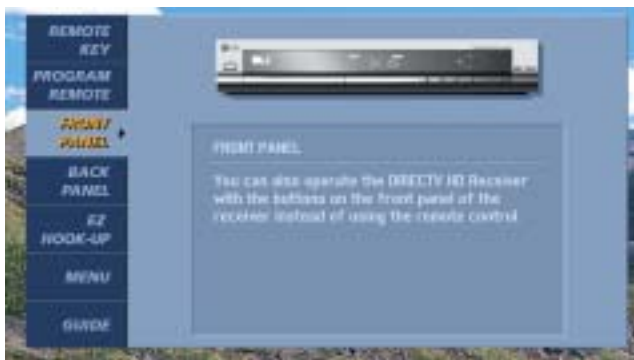 REMOTE
KEY
PROGRAM
REMOTE
FRONT
PANEL
BACK
PANEL
EZ
HOOK-UP
MENU
GUIDE
FRONT PANEL
You can also operate the DIRECTV HD Receiver
with the buttons on the front panel of the
receiver instead of using the remote control